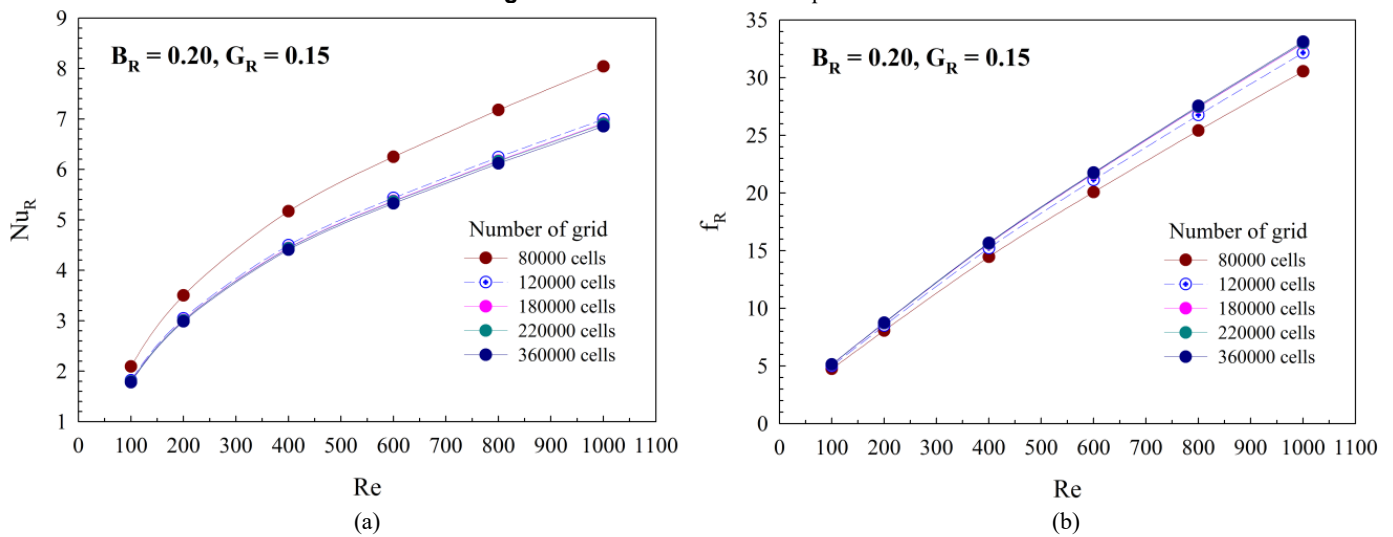 B_R = 0.20, G_R = 0.15
9
8
7
6
5
4
3
2
1
Nu_R
Number of grid
80000 cells
120000 cells
180000 cells
220000 cells
360000 cells
0 100 200 300 400 500 600 700 800 900 1000 1100
Re
(a)
B_R = 0.20, G_R = 0.15
35
30
25
20
15
10
5
0
f_R
Number of grid
80000 cells
120000 cells
180000 cells
220000 cells
360000 cells
0 100 200 300 400 500 600 700 800 900 1000 1100
Re
(b)